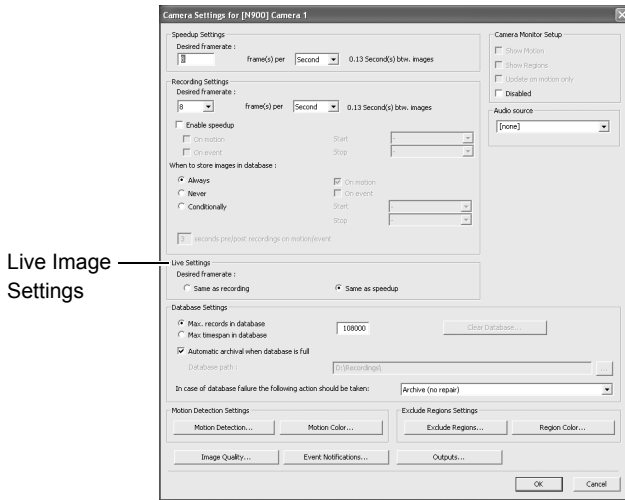 Camera Settings for [N900] Camera 1
Speedup Settings
Desired framerate :
8 frame(s) per Second 0.13 Second(s) btw. images
Camera Monitor Setup
Show Motion
Show Regions
Update on motion only
Disabled
Recording Settings
Desired framerate :
8 frame(s) per Second 0.13 Second(s) btw. images
Audio source
[none]
Enable speedup
On motion Start -
On event Stop -
When to store images in database :
Always On motion
Never On event
Conditionally Start -
Stop -
3 seconds pre/post recordings on motion/event
Live Image Settings
Live Settings
Desired framerate :
Same as recording Same as speedup
Database Settings
Max. records in database 108000 Clear Database...
Max timespan in database
Automatic archival when database is full
Database path : D:\Recordings\ ...
In case of database failure the following action should be taken: Archive (no repair)
Motion Detection Settings Exclude Regions Settings
Motion Detection... Motion Color... Exclude Regions... Region Color...
Image Quality... Event Notifications... Outputs...
OK Cancel